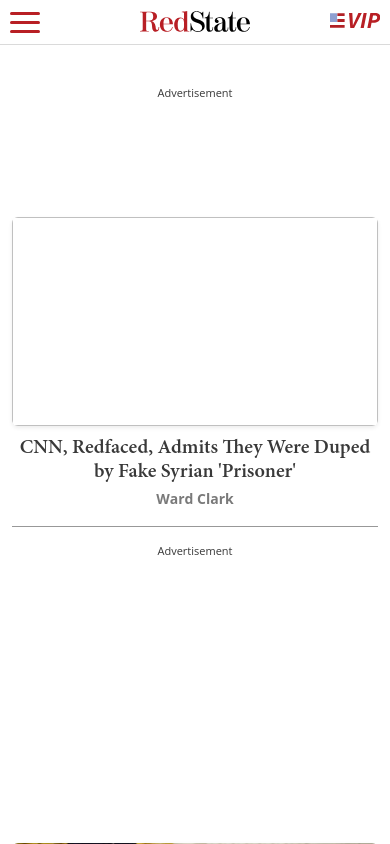 RedState
VIP
Advertisement
CNN, Redfaced, Admits They Were Duped
by Fake Syrian 'Prisoner'
Ward Clark
Advertisement